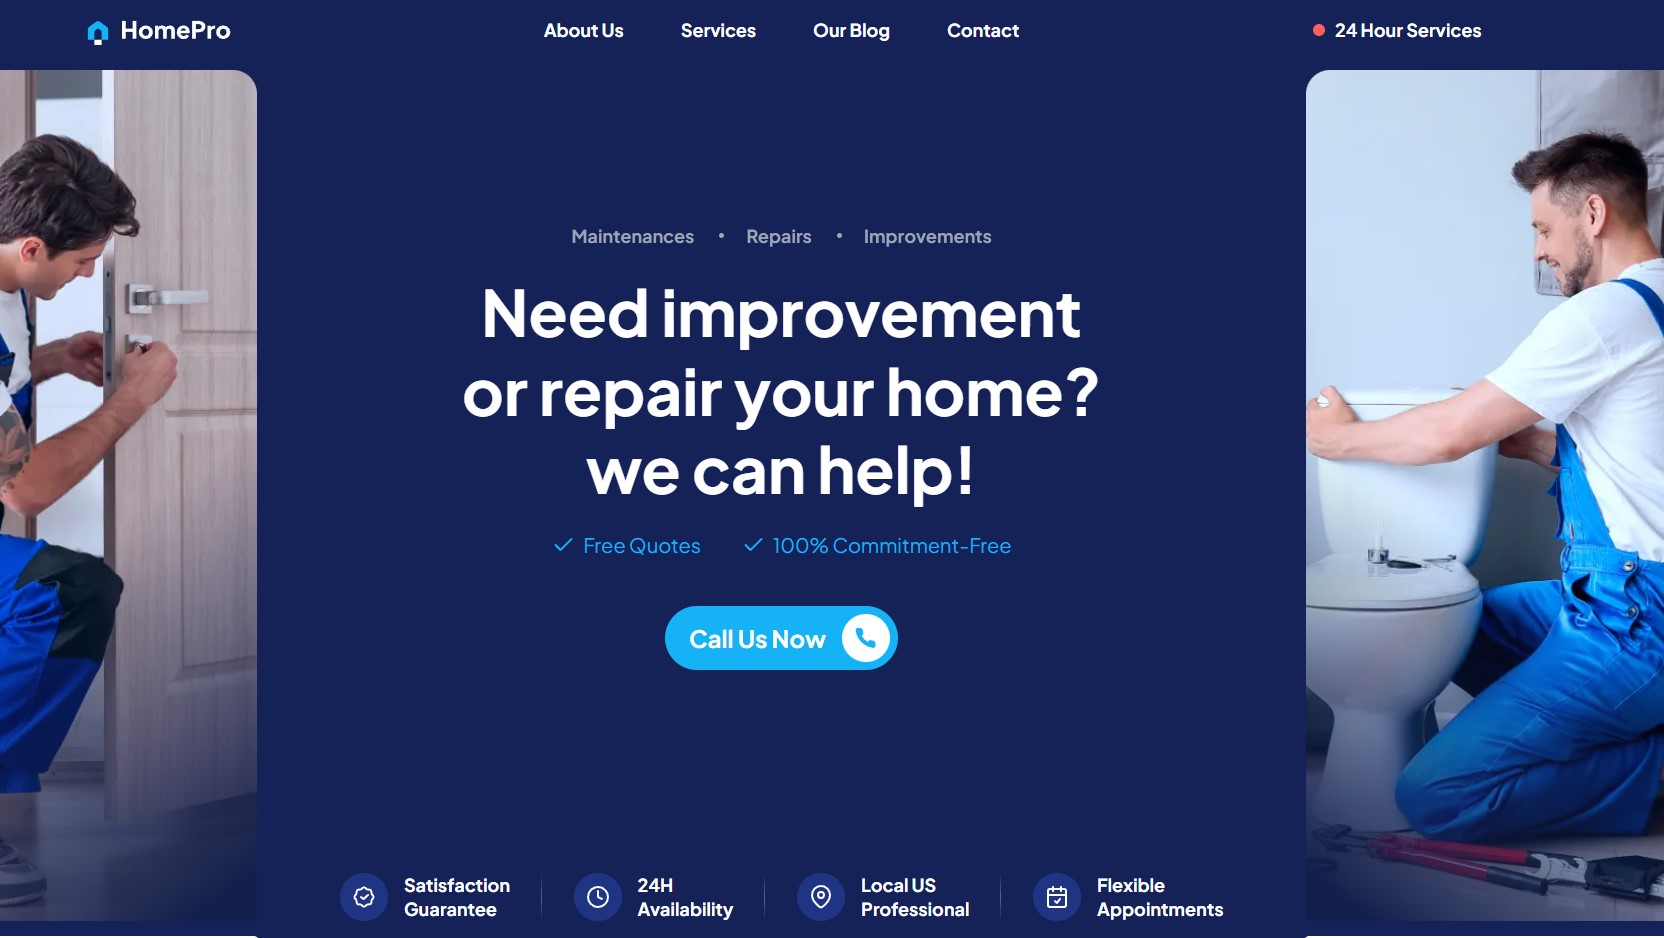 HomePro
About Us
Services
Our Blog
Contact
24 Hour Services
Maintenances • Repairs • Improvements
Need improvement
or repair your home?
we can help!
Free Quotes
100% Commitment-Free
Call Us Now
Satisfaction
Guarantee
24H
Availability
Local US
Professional
Flexible
Appointments